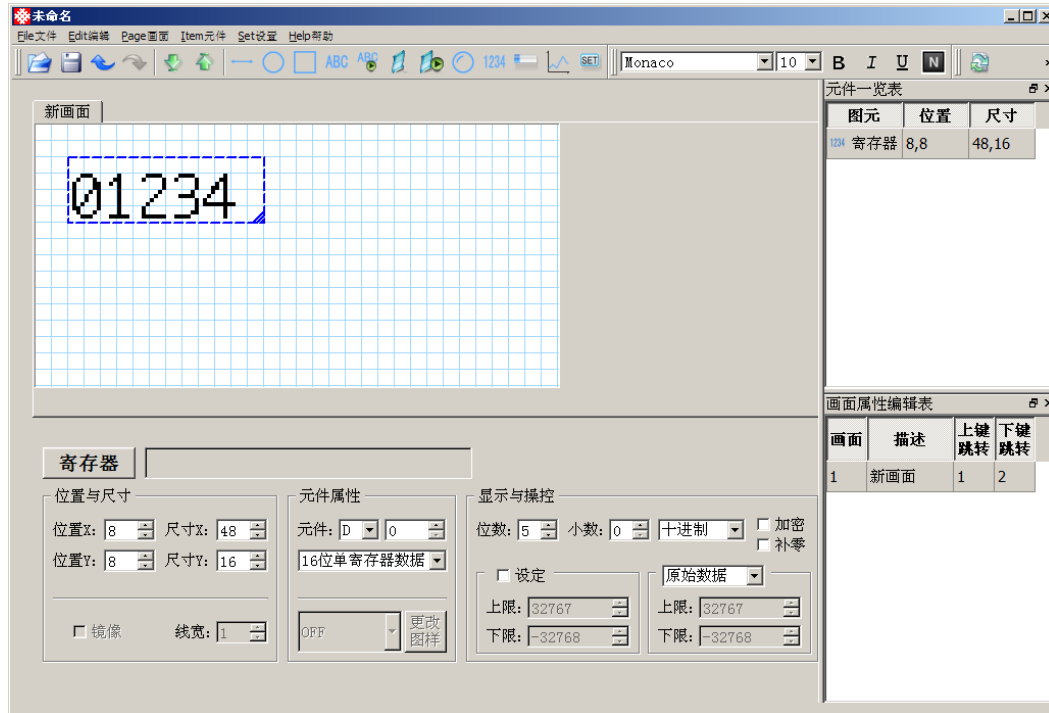 未命名
File文件 Edit编辑 Page画面 Item元件 Set设置 Help帮助
ABC ABC 1234 SET Monaco 10 B I U N
元件一览表
新画面
图元 位置 尺寸
1234 寄存器 8,8 48,16
01234
画面属性编辑表
画面 描述 上键跳转 下键跳转
1 新画面 1 2
寄存器
位置与尺寸 元件属性 显示与操控
位置X: 8 尺寸X: 48 元件: D 0 位数: 5 小数: 0 十进制 加密
补零
位置Y: 8 尺寸Y: 16 16位单寄存器数据
设定 原始数据
上限: 32767 上限: 32767
镜像 线宽: 1 OFF 更改图样 下限: -32768 下限: -32768